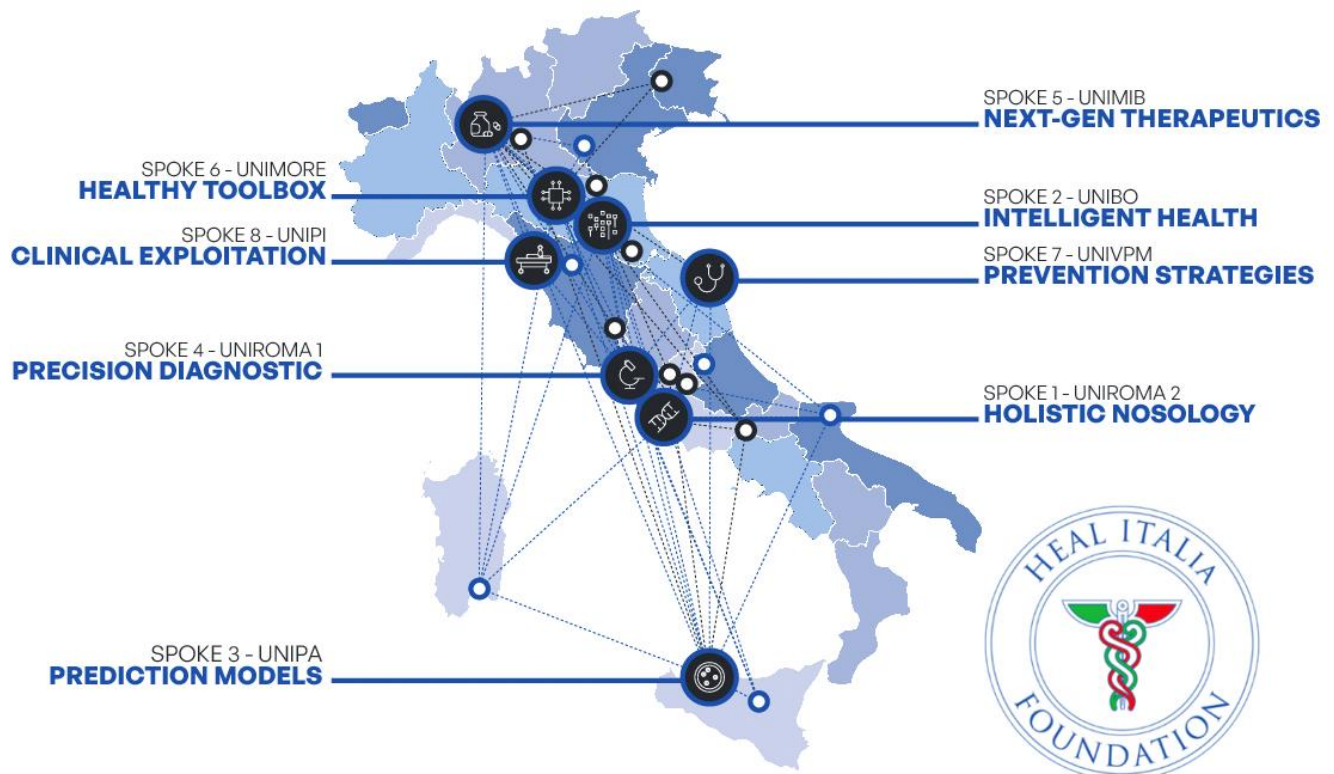 SPOKE 5 - UNIMIB
NEXT-GEN THERAPEUTICS
SPOKE 6 - UNIMORE
HEALTHY TOOLBOX
SPOKE 2 - UNIBO
INTELLIGENT HEALTH
SPOKE 8 - UNIPI
CLINICAL EXPLOITATION
SPOKE 7 - UNIVPM
PREVENTION STRATEGIES
SPOKE 4 - UNIROMA 1
PRECISION DIAGNOSTIC
SPOKE 1 - UNIROMA 2
HOLISTIC NOSOLOGY
SPOKE 3 - UNIPA
PREDICTION MODELS
HEAL ITALIA
FOUNDATION